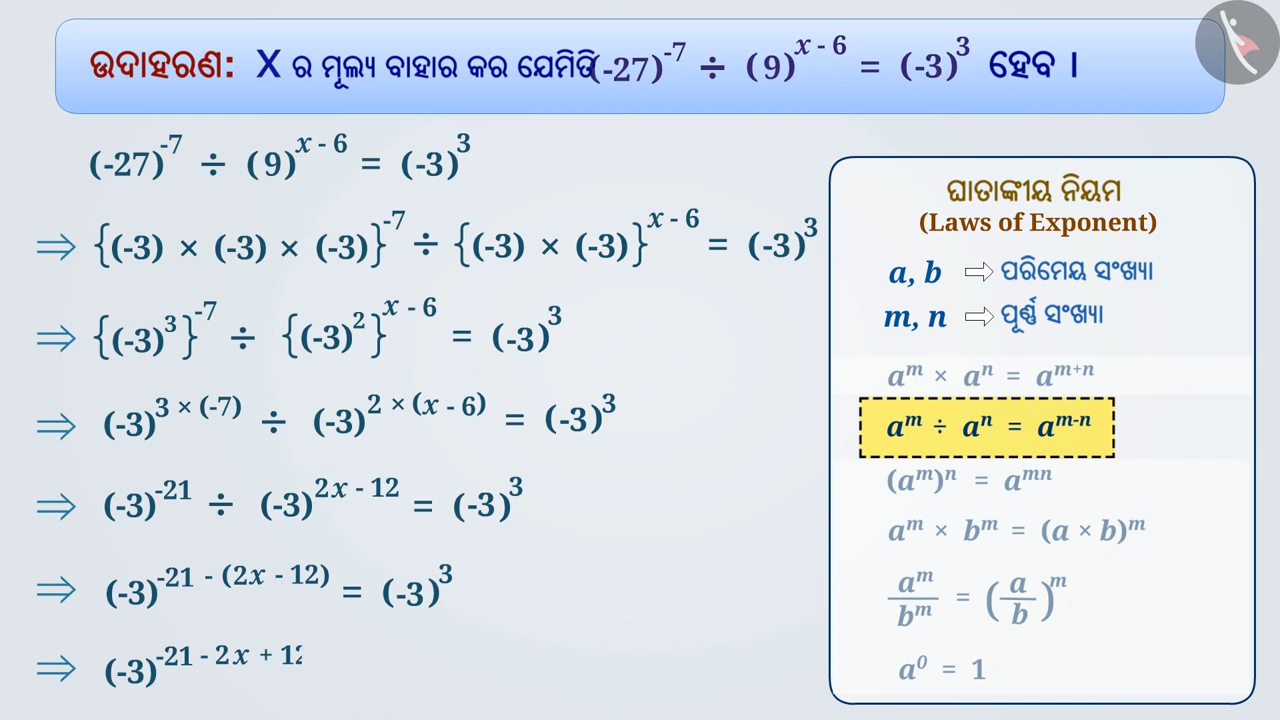 ଉଦାହରଣ: X ର ମୂଲ୍ୟ ବାହାର କର ଯେମିତି (-27)^-7 ÷ (9)^x - 6 = (-3)^3 ହେବ ।
(-27)^-7 ÷ (9)^x - 6 = (-3)^3
⇒ {(-3) × (-3) × (-3)}^-7 ÷ {(-3) × (-3)}^x - 6 = (-3)^3
⇒ {(-3)^3}^-7 ÷ {(-3)^2}^x - 6 = (-3)^3
⇒ (-3)^3 × (-7) ÷ (-3)^2 × (x - 6) = (-3)^3
⇒ (-3)^-21 ÷ (-3)^2x - 12 = (-3)^3
⇒ (-3)^-21 - (2x - 12) = (-3)^3
⇒ (-3)^-21 - 2x + 12
ଘାତାଙ୍କୀୟ ନିୟମ
(Laws of Exponent)
a, b ⇨ ପରିମେୟ ସଂଖ୍ୟା
m, n ⇨ ପୂର୍ଣ୍ଣ ସଂଖ୍ୟା
a^m × a^n = a^m+n
a^m ÷ a^n = a^m-n
(a^m)^n = a^mn
a^m × b^m = (a × b)^m
a^m/b^m = (a/b)^m
a^0 = 1